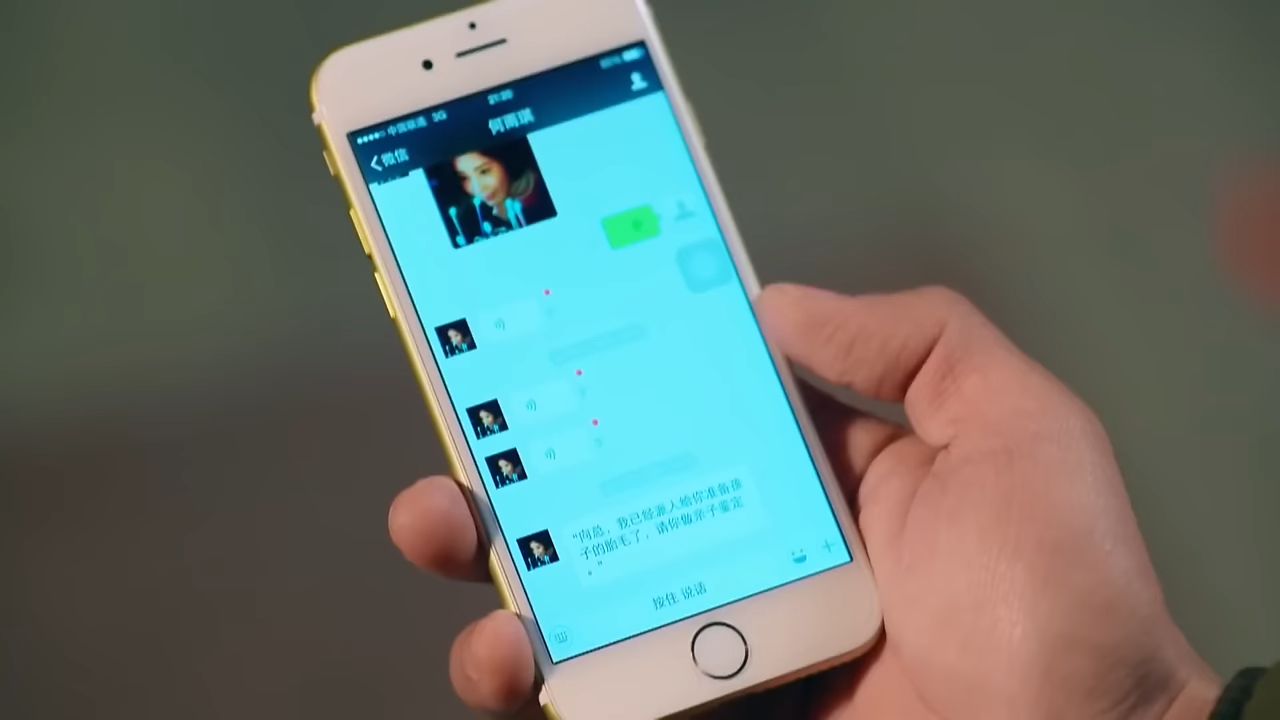 中国联通 3G
21:20
微信
何雨琪
“向总，我已经派人给你准备孩
子的胎毛了，请你做亲子鉴定
。”
按住 说话